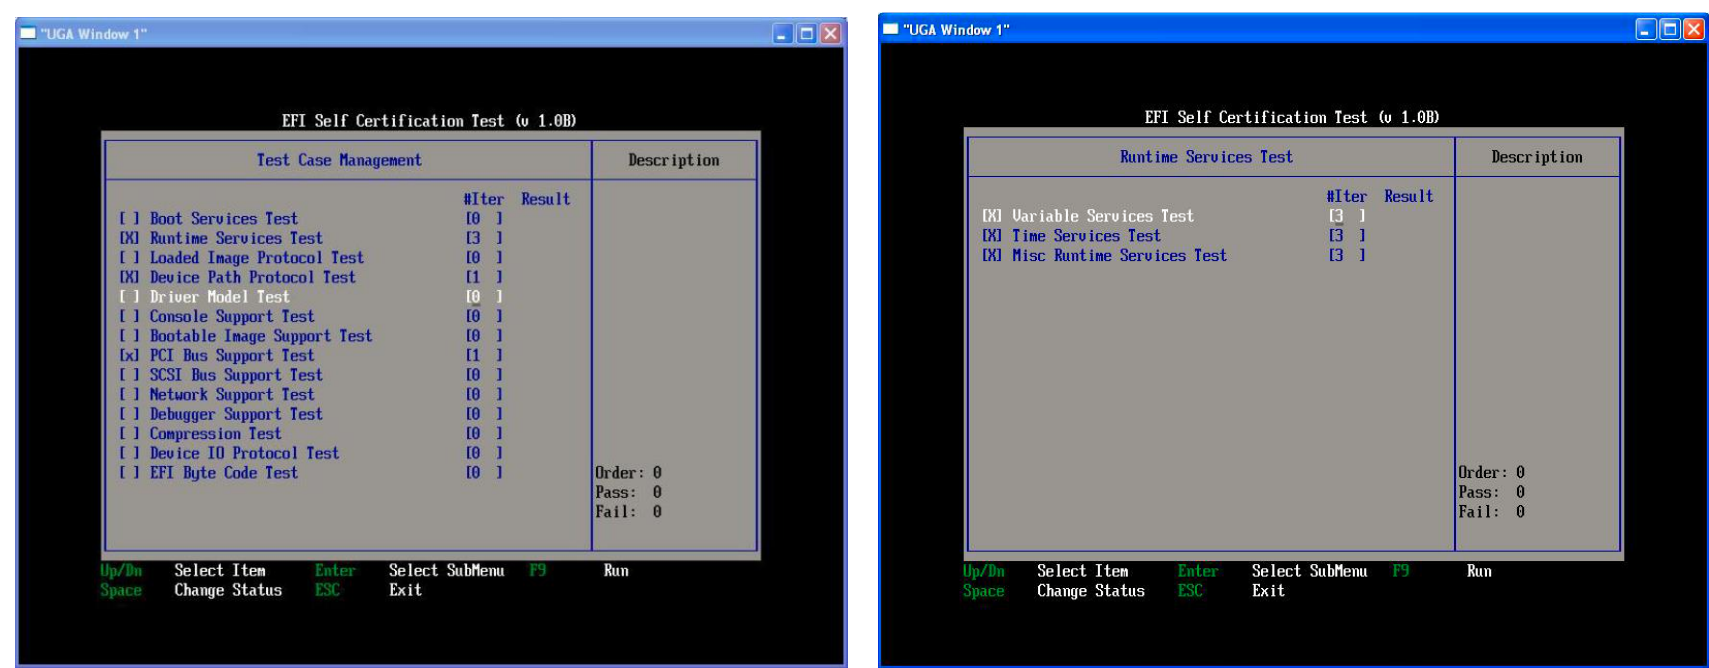 "UGA Window 1"
EFI Self Certification Test (v 1.0B)
Test Case Management Description
#Iter Result
[ ] Boot Services Test [0 ]
[X] Runtime Services Test [3 ]
[ ] Loaded Image Protocol Test [0 ]
[X] Device Path Protocol Test [1 ]
[ ] Driver Model Test [0 ]
[ ] Console Support Test [0 ]
[ ] Bootable Image Support Test [0 ]
[x] PCI Bus Support Test [1 ]
[ ] SCSI Bus Support Test [0 ]
[ ] Network Support Test [0 ]
[ ] Debugger Support Test [0 ]
[ ] Compression Test [0 ]
[ ] Device IO Protocol Test [0 ]
[ ] EFI Byte Code Test [0 ]
Order: 0
Pass: 0
Fail: 0
Up/Dn Select Item Enter Select SubMenu F9 Run
Space Change Status ESC Exit
"UGA Window 1"
EFI Self Certification Test (v 1.0B)
Runtime Services Test Description
#Iter Result
[X] Variable Services Test [3 ]
[X] Time Services Test [3 ]
[X] Misc Runtime Services Test [3 ]
Order: 0
Pass: 0
Fail: 0
Up/Dn Select Item Enter Select SubMenu F9 Run
Space Change Status ESC Exit